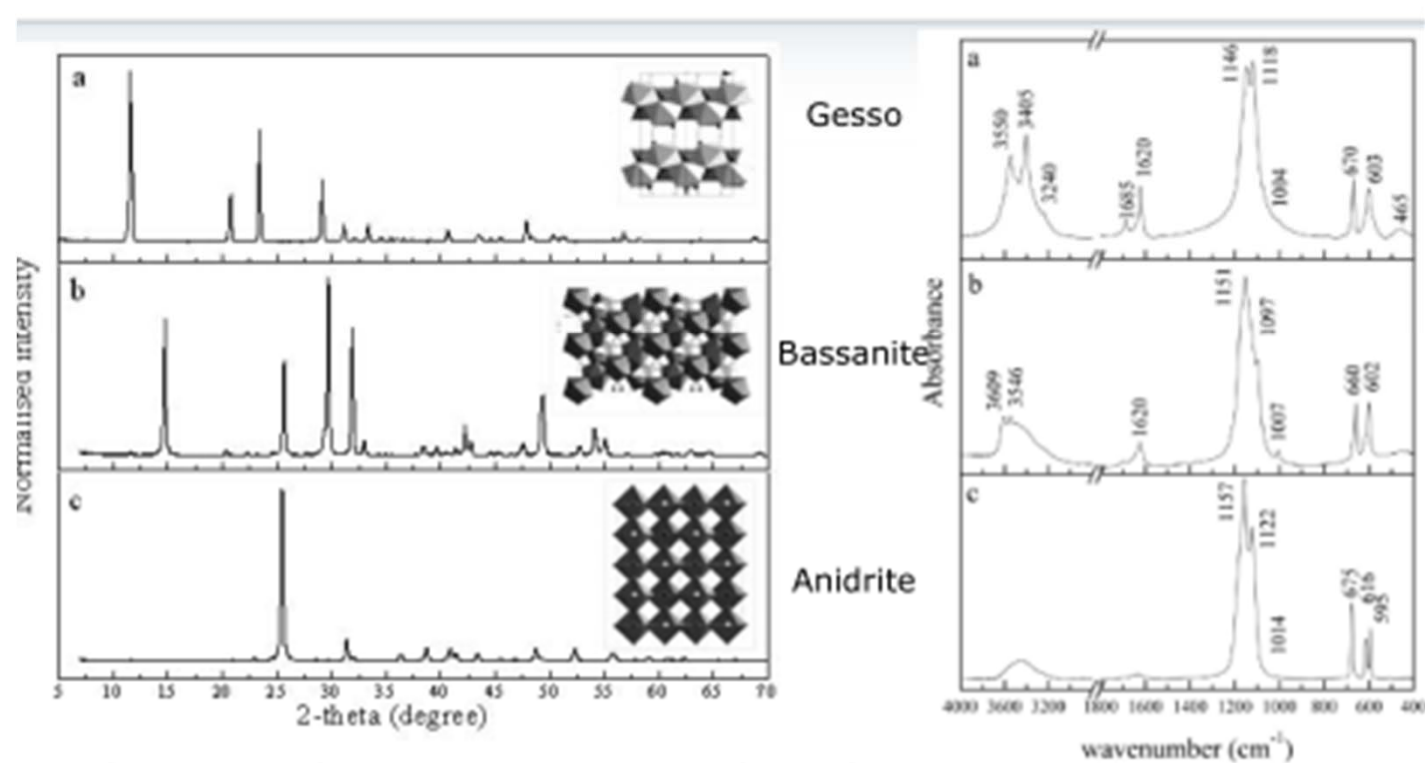 a
Gesso
b
Bassanite
c
Anidrite
Normalised intensity
5 10 15 20 25 30 35 40 45 50 55 60 65 70
2-theta (degree)
a
3550
3405
3240
1685
1620
1146
1118
1004
670
603
465
b
3609
3546
1620
1151
1097
1007
660
602
c
1157
1122
1014
675
616
595
Absorbance
4000 3600 3200 1800 1600 1400 1200 1000 800 600 400
wavenumber (cm⁻¹)